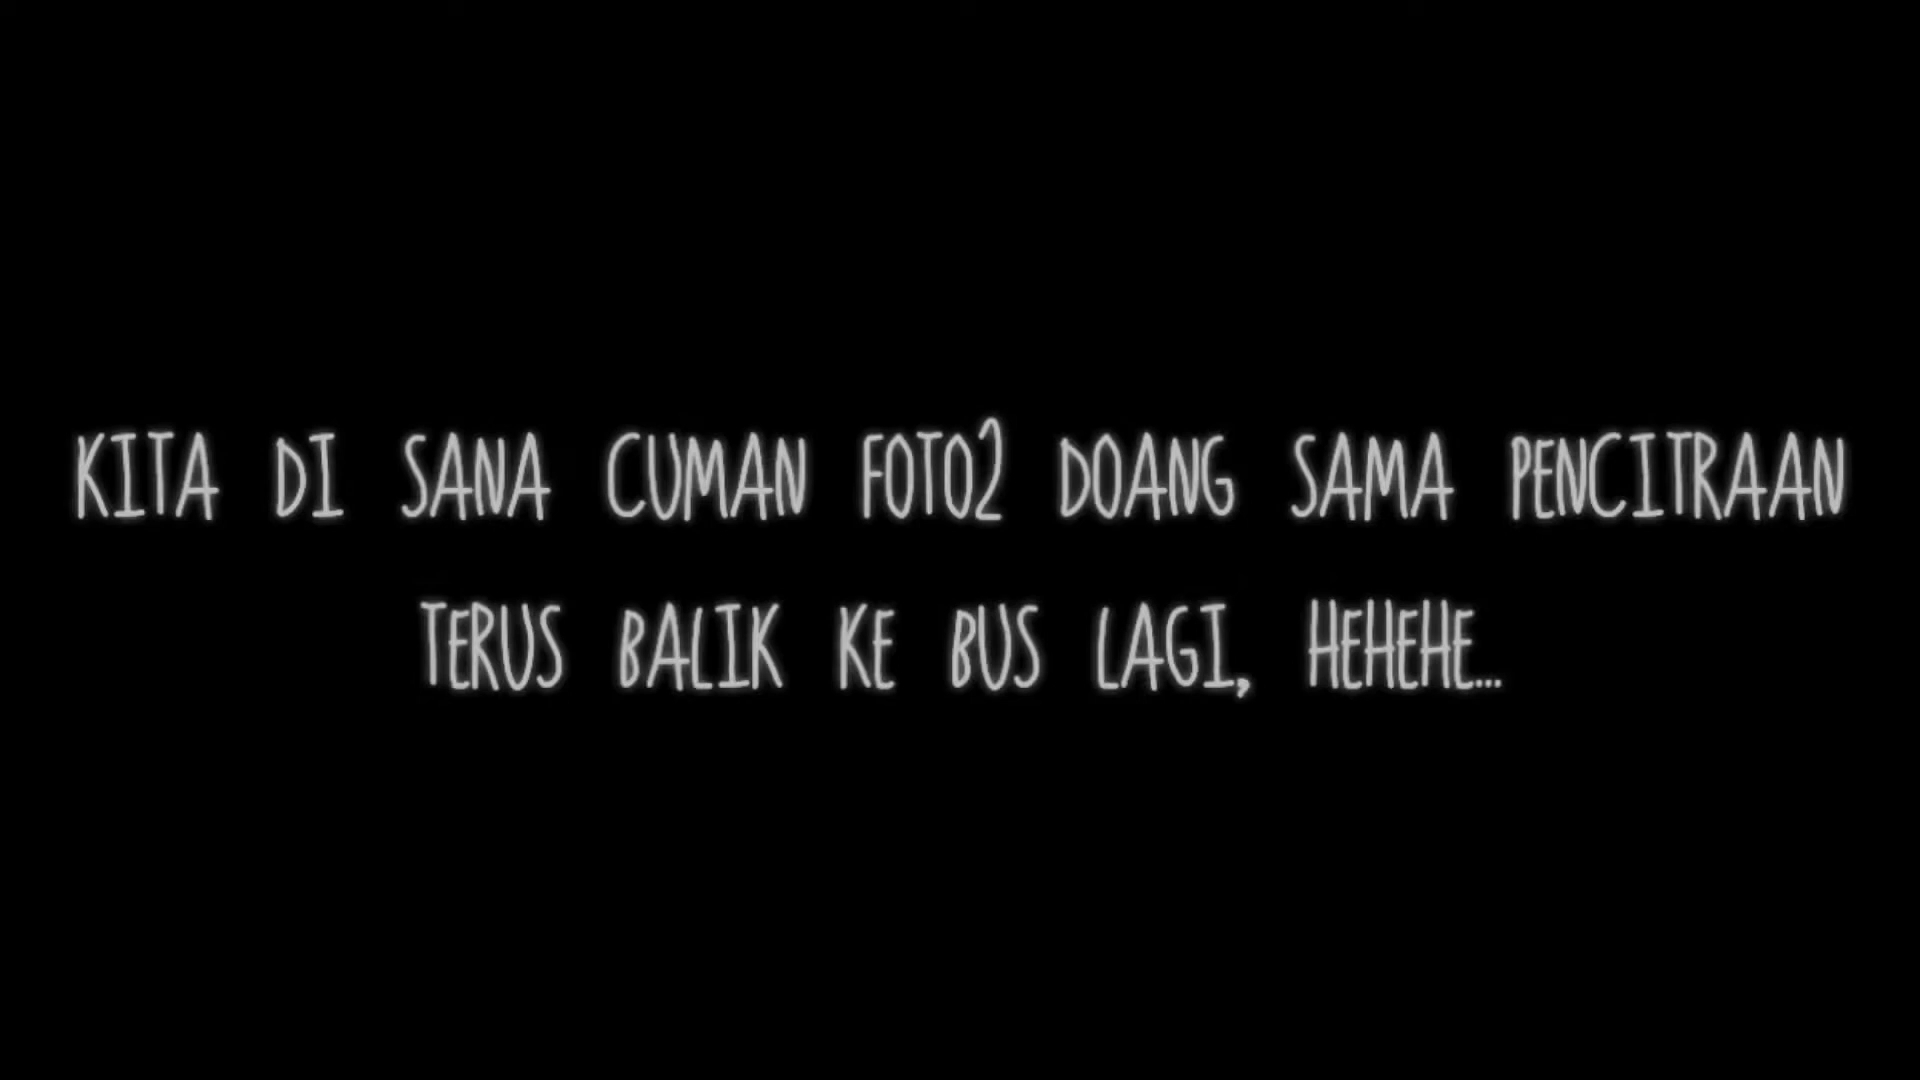 KITA DI SANA CUMAN FOTO2 DOANG SAMA PENCITRAAN
TERUS BALIK KE BUS LAGI, HEHEHE...